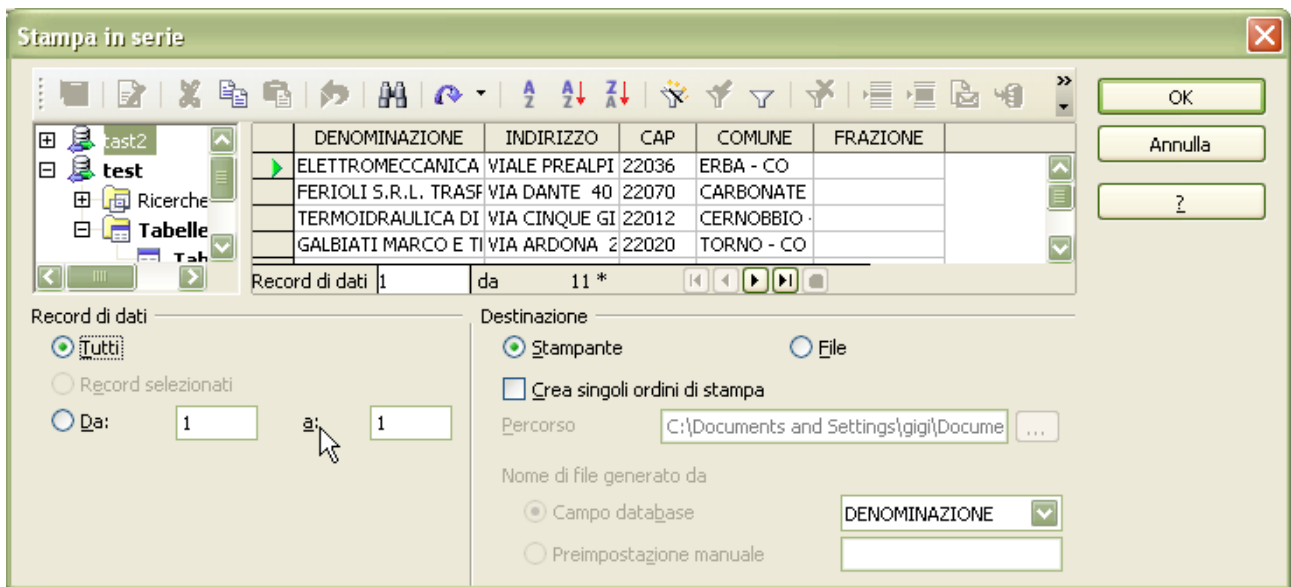 Stampa in serie
OK
tast2
DENOMINAZIONE INDIRIZZO CAP COMUNE FRAZIONE
Annulla
test
ELETTROMECCANICA VIALE PREALPI 22036 ERBA - CO
Ricerche
FERIOLI S.R.L. TRASF VIA DANTE 40 22070 CARBONATE
?
Tabelle
TERMOIDRAULICA DI VIA CINQUE GI 22012 CERNOBBIO -
GALBIATI MARCO E TI VIA ARDONA 2 22020 TORNO - CO
Tab
Record di dati 1 da 11 *
Record di dati
Destinazione
Tutti
Stampante File
Record selezionati
Crea singoli ordini di stampa
Da: 1 a: 1
Percorso C:\Documents and Settings\gigi\Docume ...
Nome di file generato da
Campo database DENOMINAZIONE
Preimpostazione manuale